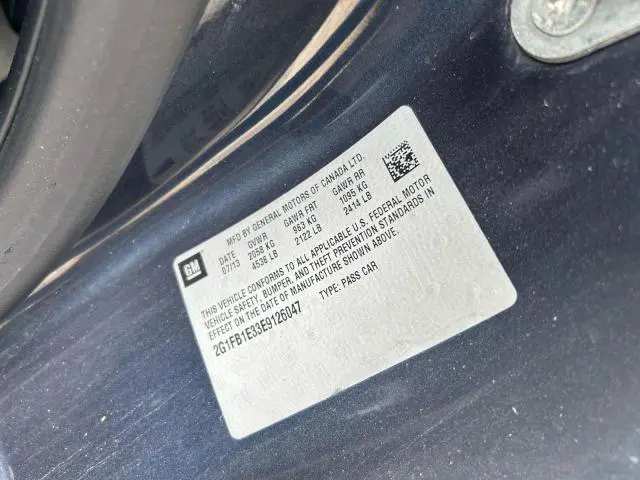 GM
MFD BY GENERAL MOTORS OF CANADA LTD.
DATE GVWR GAWR FRT GAWR RR
07/13 2058 KG 963 KG 1095 KG
4536 LB 2122 LB 2414 LB
THIS VEHICLE CONFORMS TO ALL APPLICABLE U.S. FEDERAL MOTOR
VEHICLE SAFETY, BUMPER, AND THEFT PREVENTION STANDARDS IN
EFFECT ON THE DATE OF MANUFACTURE SHOWN ABOVE.
2G1FB1E33E9126047 TYPE: PASS CAR